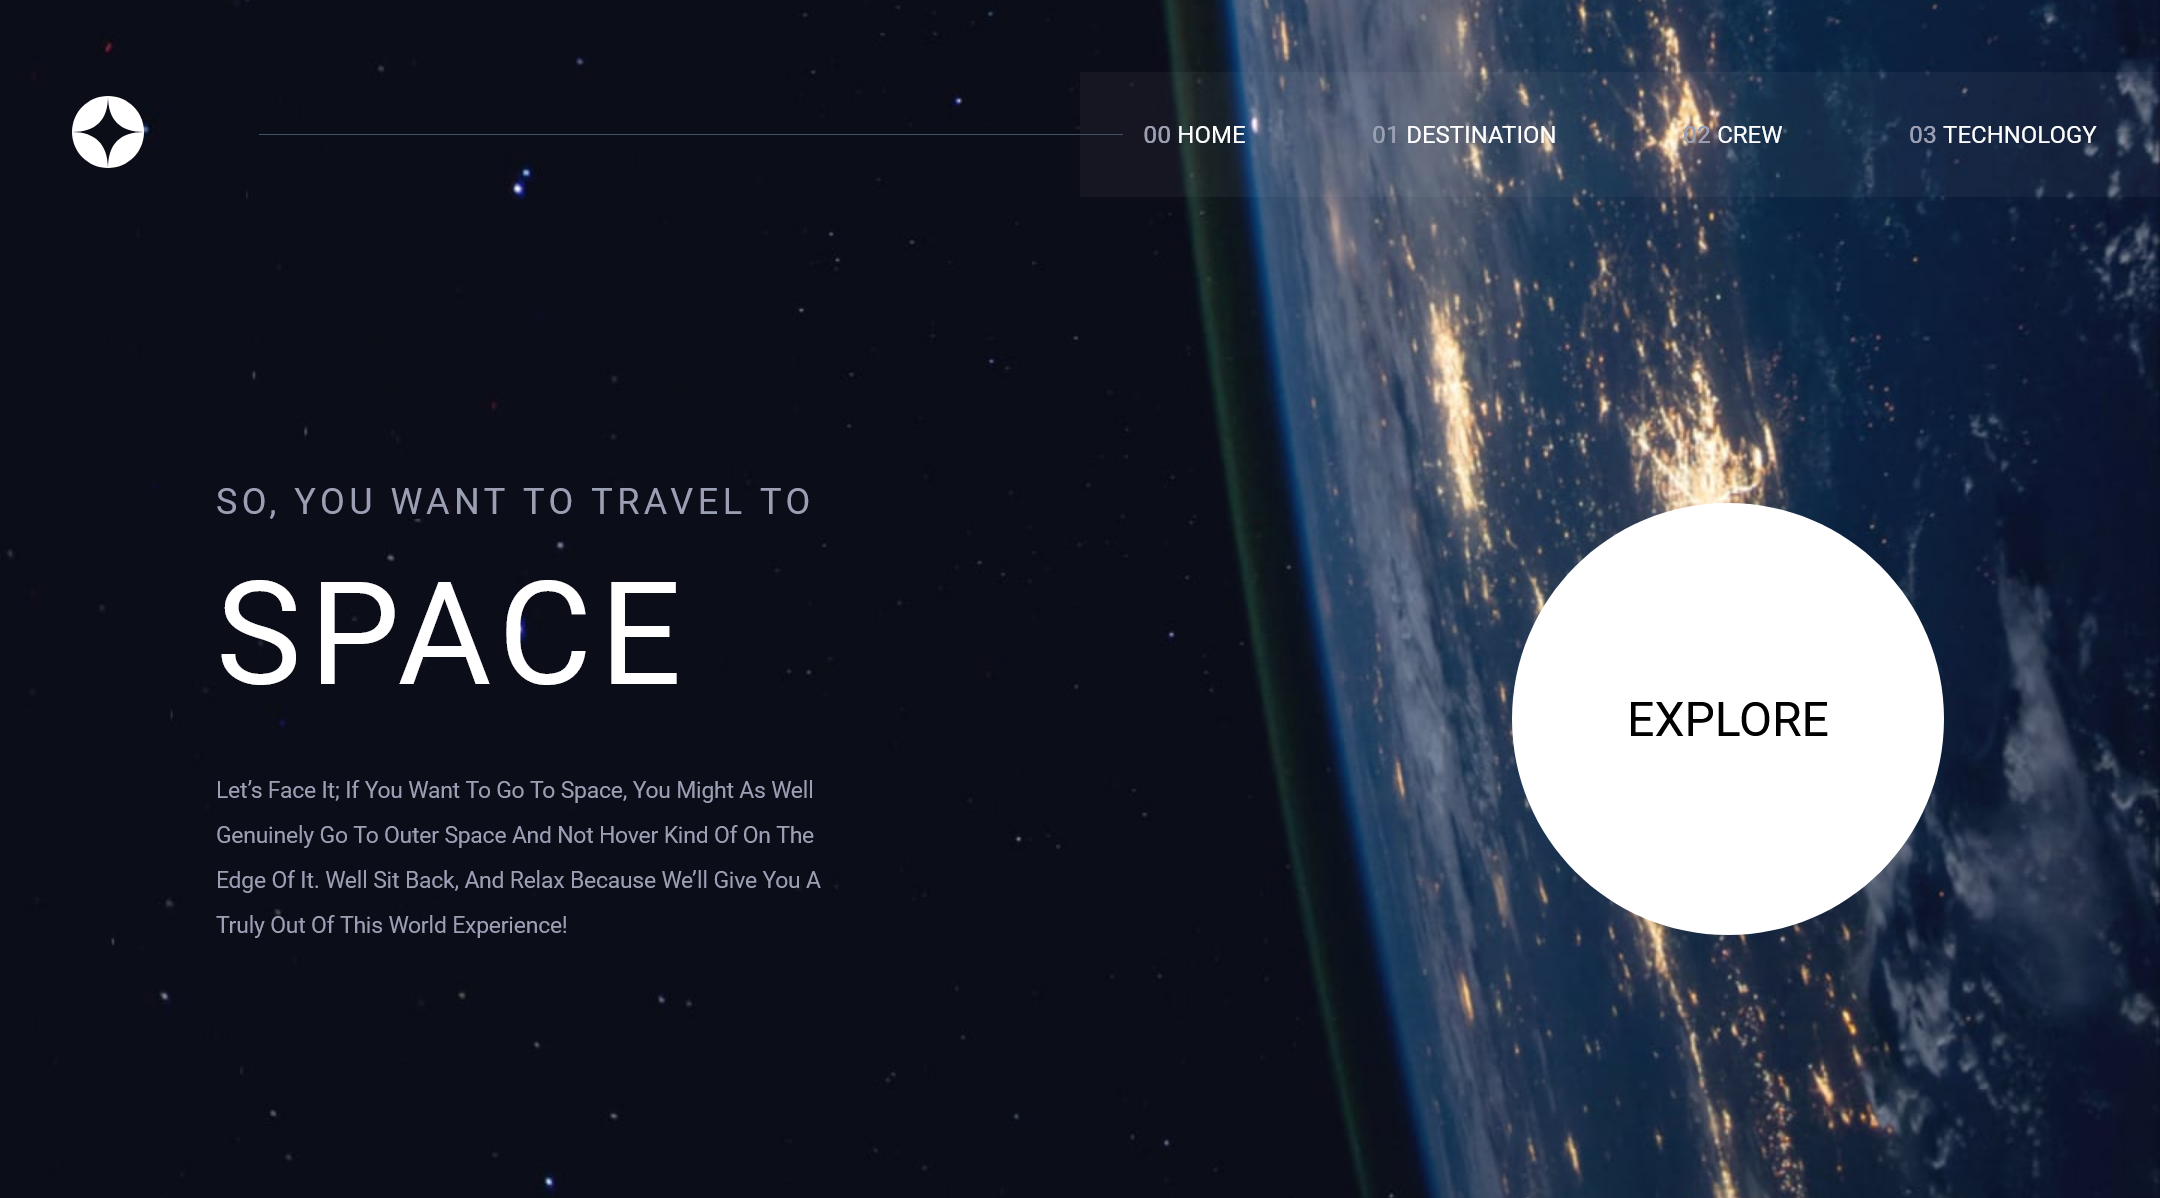 00 HOME 01 DESTINATION 02 CREW 03 TECHNOLOGY
SO, YOU WANT TO TRAVEL TO
SPACE
Let’s Face It; If You Want To Go To Space, You Might As Well
Genuinely Go To Outer Space And Not Hover Kind Of On The
Edge Of It. Well Sit Back, And Relax Because We’ll Give You A
Truly Out Of This World Experience!
EXPLORE